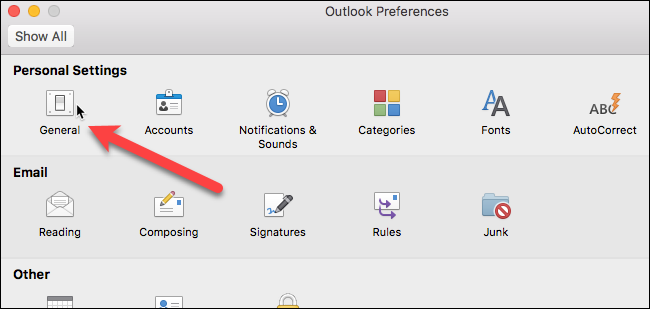 Outlook Preferences
Show All
Personal Settings
General
Accounts
Notifications &
Sounds
Categories
Fonts
ABC
AutoCorrect
Email
Reading
Composing
Signatures
Rules
Junk
Other